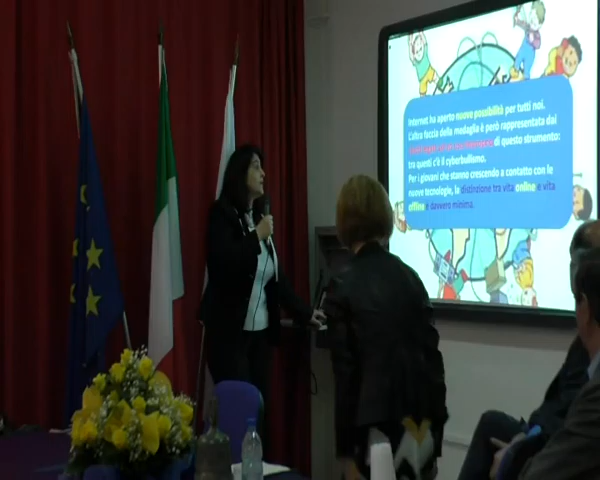 Internet ha aperto nuove possibilità per tutti noi.
L'altra faccia della medaglia è però rappresentata dai
di questo strumento:
tra questi c'è il cyberbullismo.
Per i giovani che stanno crescendo a contatto con le
nuove tecnologie, la distinzione tra vita online e vita
offline è davvero minima.